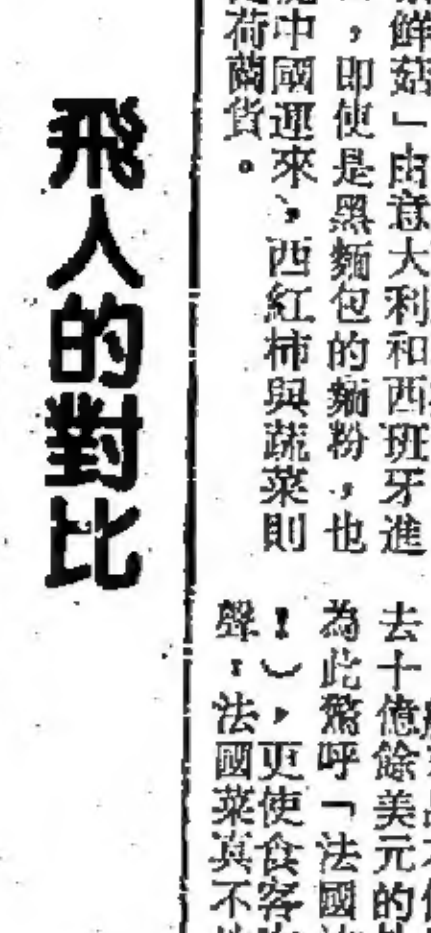 鮮菇」由意大利和西班牙進
，即使是黑麵包的麵粉，也
中國運來，西紅柿與蔬菜則
荷蘭貨。
去十億餘美元的
為此驚呼「法國
！），更使食客
聲：法國菜真不
飛人的對比